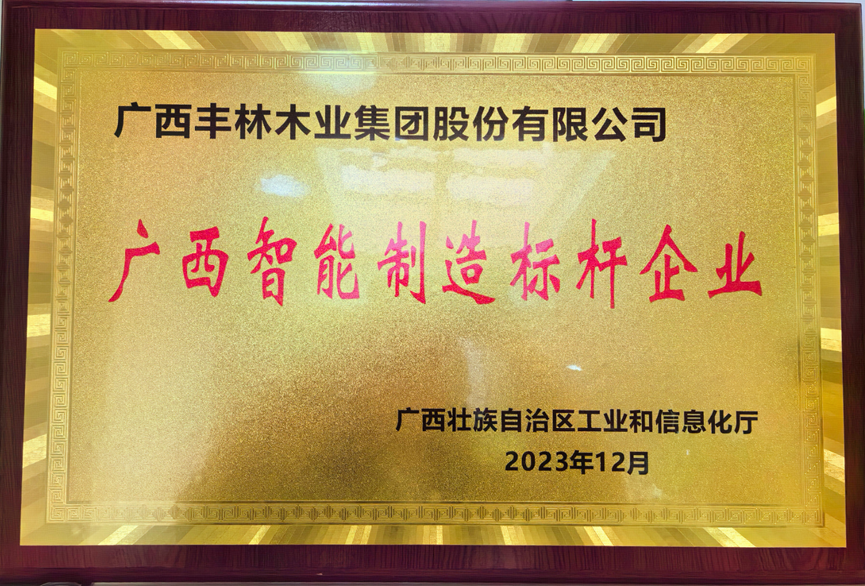 广西丰林木业集团股份有限公司
广西智能制造标杆企业
广西壮族自治区工业和信息化厅
2023年12月